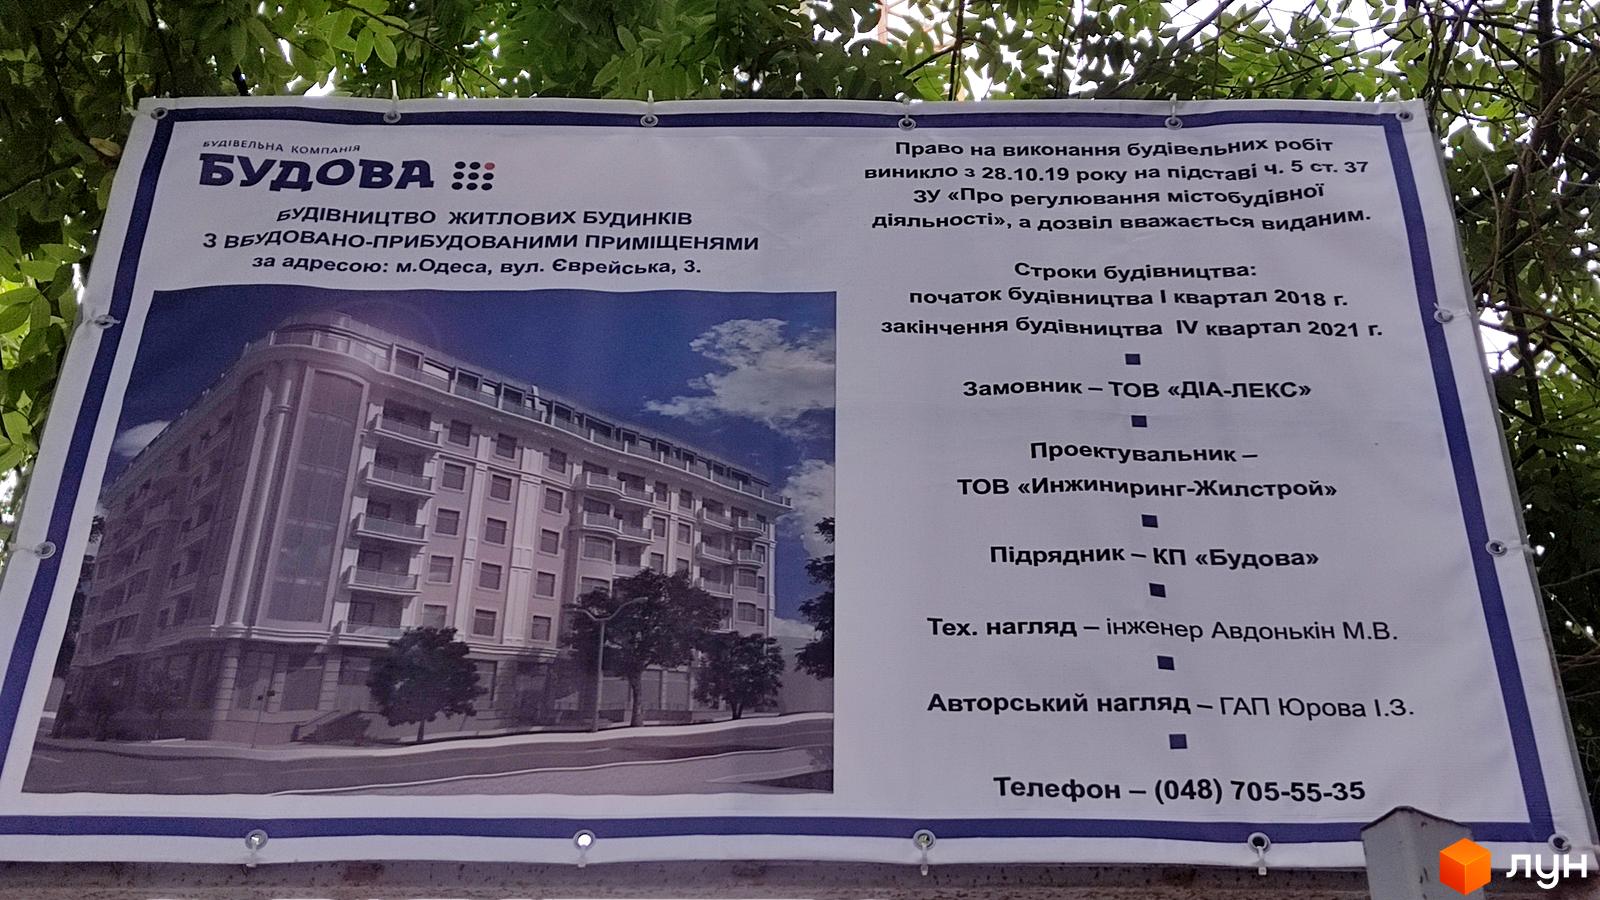 БУДІВЕЛЬНА КОМПАНІЯ
БУДОВА
БУДІВНИЦТВО ЖИТЛОВИХ БУДИНКІВ
З ВБУДОВАНО-ПРИБУДОВАНИМИ ПРИМІЩЕНЯМИ
за адресою: м.Одеса, вул. Єврейська, 3.
Право на виконання будівельних робіт
виникло з 28.10.19 року на підставі ч. 5 ст. 37
ЗУ «Про регулювання містобудівної
діяльності», а дозвіл вважається виданим.
Строки будівництва:
початок будівництва І квартал 2018 г.
закінчення будівництва IV квартал 2021 г.
Замовник – ТОВ «ДІА-ЛЕКС»
Проектувальник –
ТОВ «Инжиниринг-Жилстрой»
Підрядник – КП «Будова»
Тех. нагляд – інженер Авдонькін М.В.
Авторський нагляд – ГАП Юрова І.З.
Телефон – (048) 705-55-35
лун